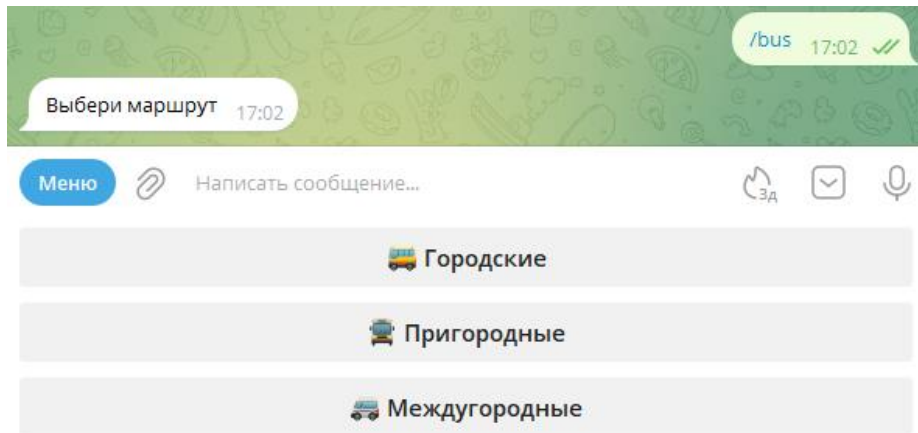 /bus 17:02
Выбери маршрут 17:02
Меню Написать сообщение... 3д
Городские
Пригородные
Междугородные